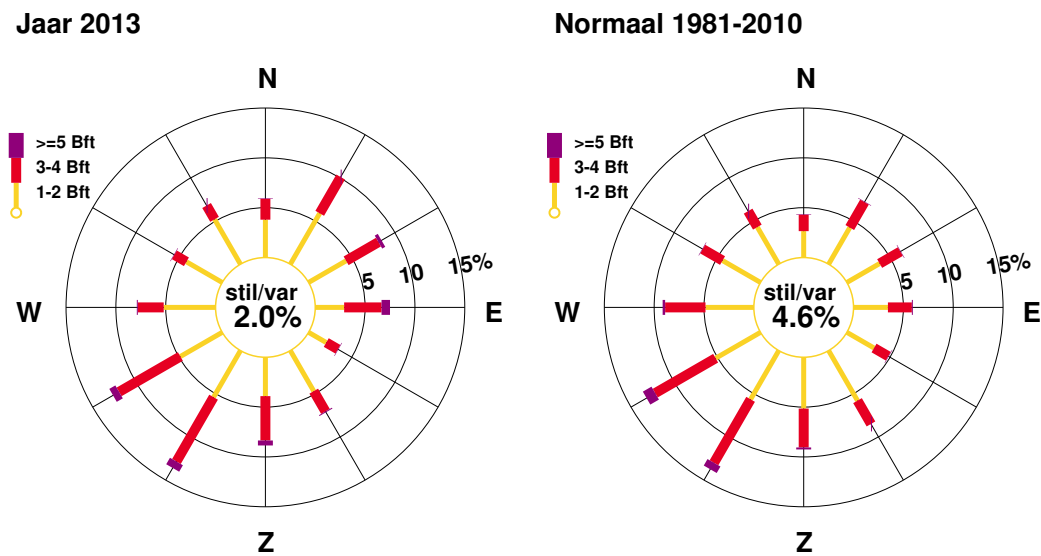 Jaar 2013
N
>=5 Bft
3-4 Bft
1-2 Bft
5
10
15%
W
stil/var
2.0%
E
Z
Normaal 1981-2010
N
>=5 Bft
3-4 Bft
1-2 Bft
5
10
15%
W
stil/var
4.6%
E
Z